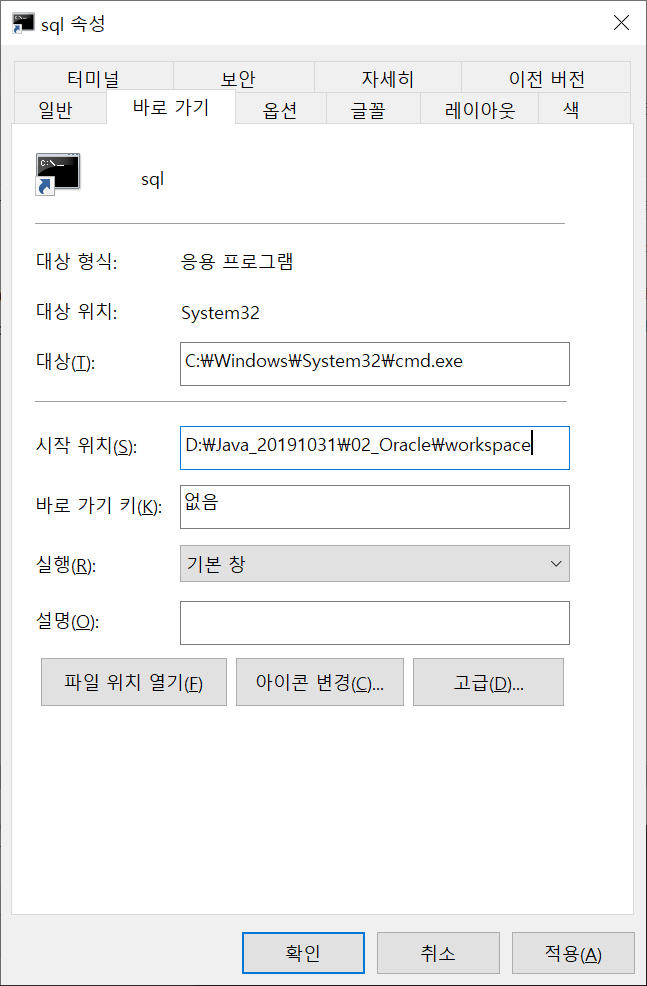 sql 속성
터미널 보안 자세히 이전 버전
일반 바로 가기 옵션 글꼴 레이아웃 색
sql
대상 형식: 응용 프로그램
대상 위치: System32
대상(T): C:₩Windows₩System32₩cmd.exe
시작 위치(S): D:₩Java_20191031₩02_Oracle₩workspace
바로 가기 키(K): 없음
실행(R): 기본 창
설명(O):
파일 위치 열기(F) 아이콘 변경(C)... 고급(D)...
확인 취소 적용(A)